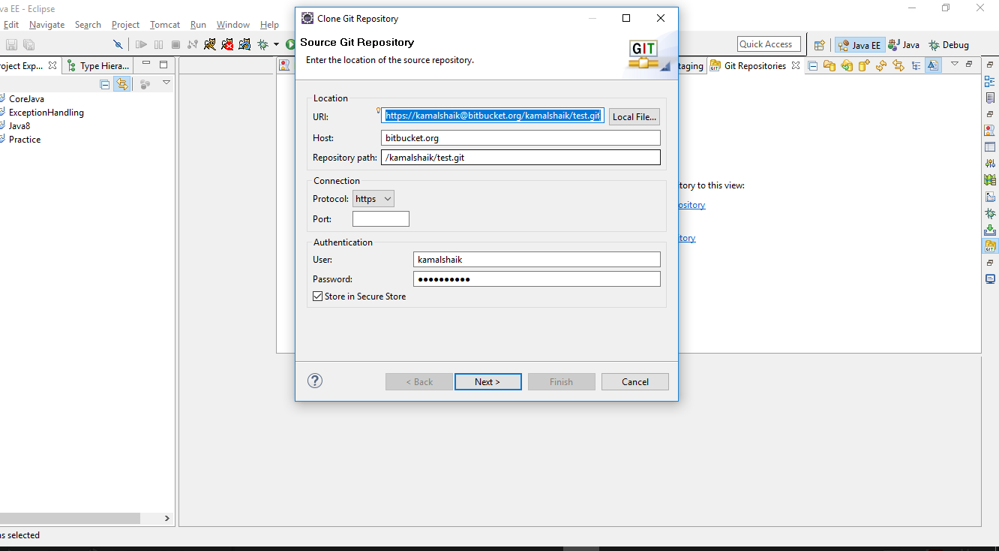 va EE - Eclipse
Edit Navigate Search Project Tomcat Run Window Help
Quick Access
Java EE
Java
Debug
roject Exp...
Type Hiera...
CoreJava
ExceptionHandling
Java8
Practice
taging
Git Repositories
tory to this view:
ository
tory
Clone Git Repository
Source Git Repository
Enter the location of the source repository.
GIT
Location
URI: https://kamalshaik@bitbucket.org/kamalshaik/test.git Local File...
Host: bitbucket.org
Repository path: /kamalshaik/test.git
Connection
Protocol: https
Port:
Authentication
User: kamalshaik
Password: ●●●●●●●●●●
Store in Secure Store
< Back Next > Finish Cancel
ns selected